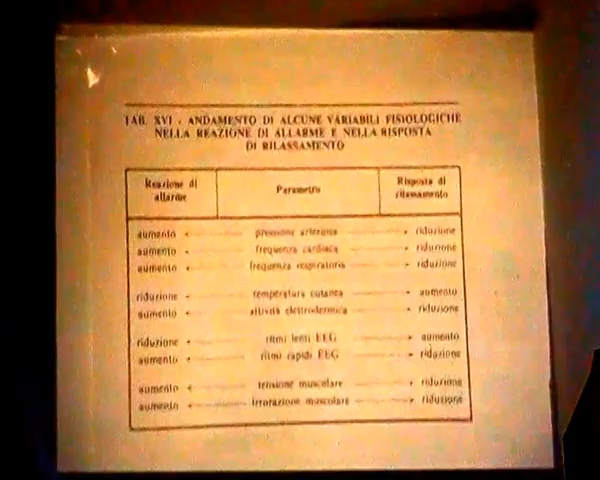 TAB. XVI - ANDAMENTO DI ALCUNE VARIABILI FISIOLOGICHE
NELLA REAZIONE DI ALLARME E NELLA RISPOSTA
DI RILASSAMENTO
Reazione di allarme Parametro Risposta di rilassamento
aumento pressione arteriosa riduzione
aumento frequenza cardiaca riduzione
aumento frequenza respiratoria riduzione
riduzione temperatura cutanea aumento
aumento attività elettrodermica riduzione
riduzione ritmi lenti EEG aumento
aumento ritmi rapidi EEG riduzione
aumento tensione muscolare riduzione
aumento irrorazione muscolare riduzione